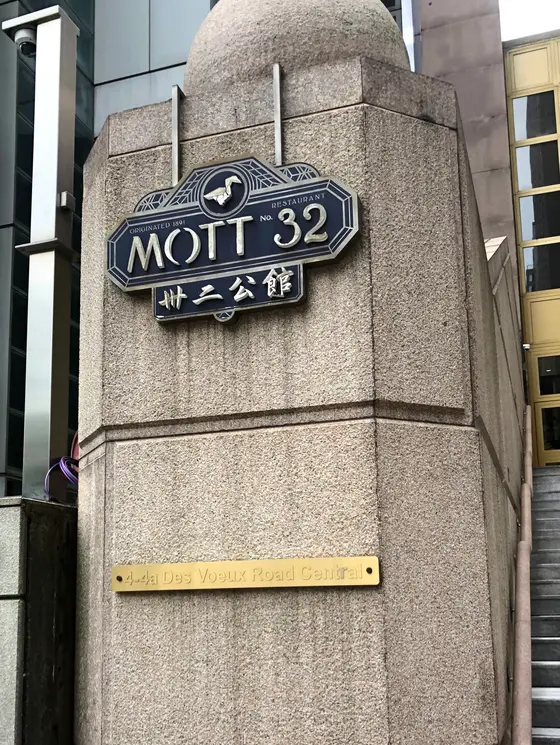 ORIGINATED 1891
RESTAURANT
MOTT No. 32
卅二公館
4-4a Des Voeux Road Central